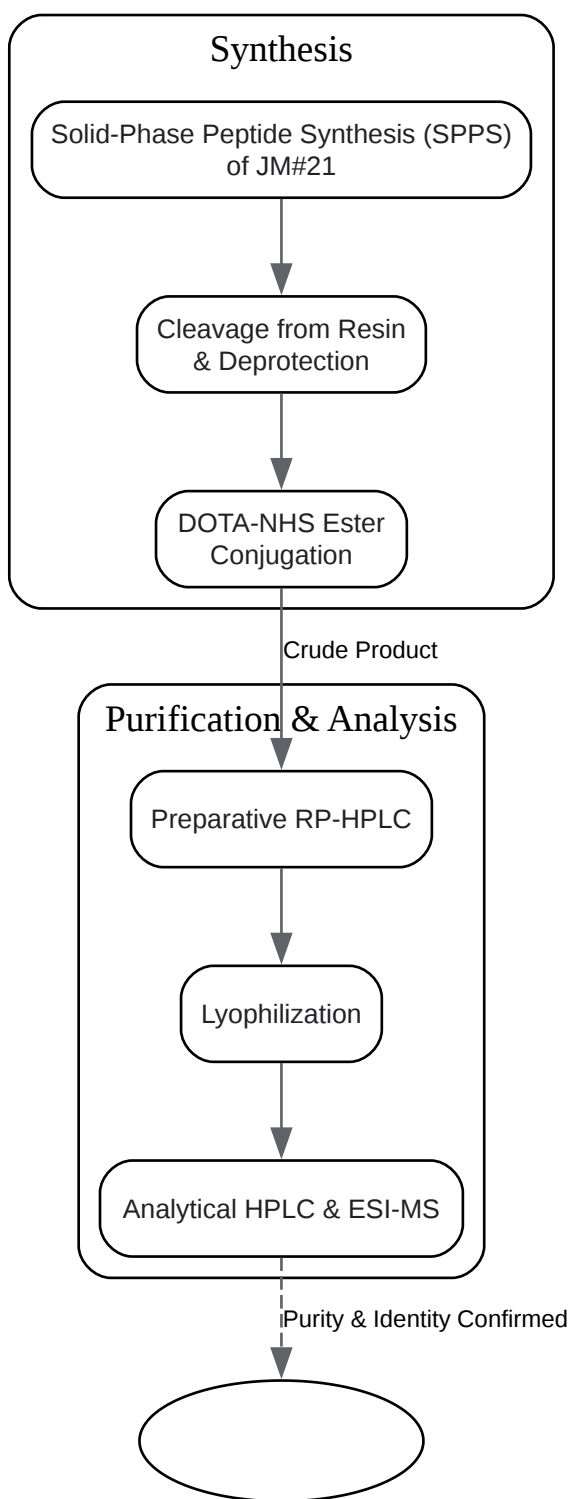 Synthesis
Solid-Phase Peptide Synthesis (SPPS)
of JM#21
Cleavage from Resin
& Deprotection
DOTA-NHS Ester
Conjugation
Crude Product
Purification & Analysis
Preparative RP-HPLC
Lyophilization
Analytical HPLC & ESI-MS
Purity & Identity Confirmed